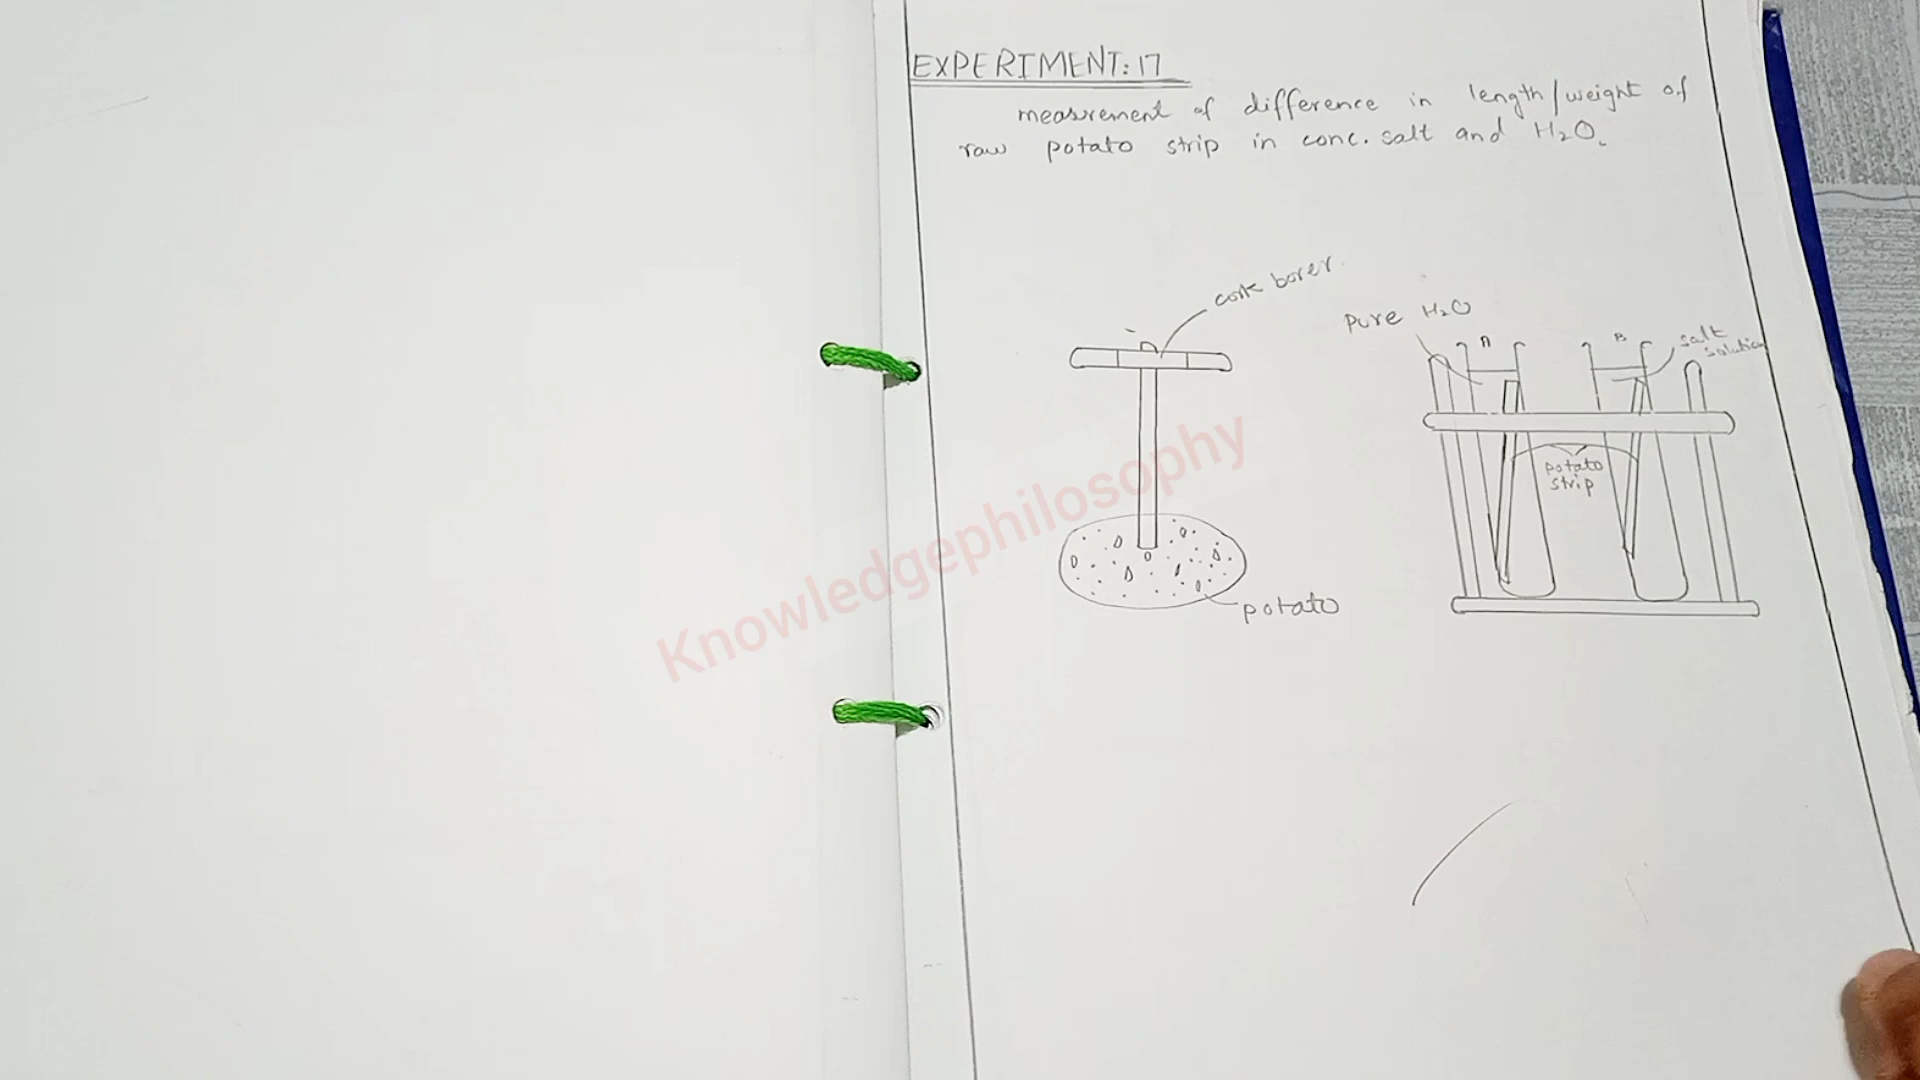 EXPERIMENT: 17
measurement of difference in length/weight of
raw potato strip in conc. salt and H₂O.
cork borer
Pure H₂O
A
B
salt
solution
potato
strip
potato
Knowledgephilosophy